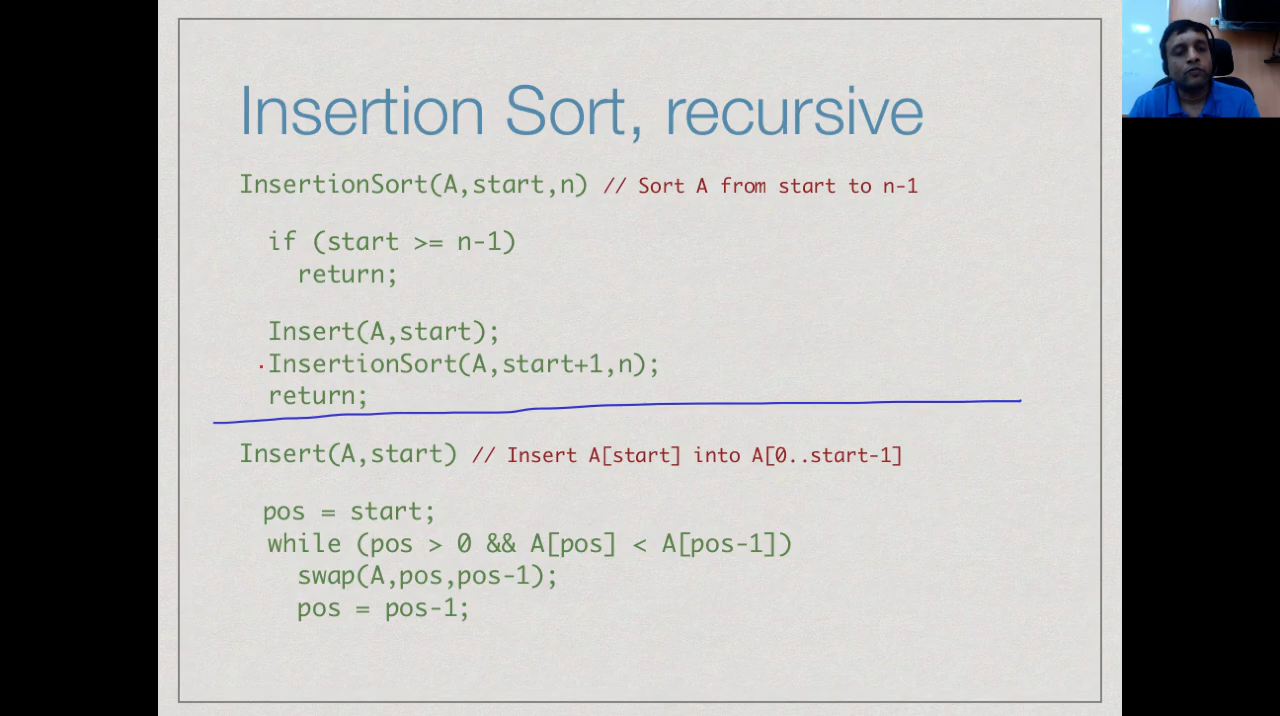 Insertion Sort, recursive
InsertionSort(A,start,n) // Sort A from start to n-1
if (start >= n-1)
return;
Insert(A,start);
InsertionSort(A,start+1,n);
return;
Insert(A,start) // Insert A[start] into A[0..start-1]
pos = start;
while (pos > 0 && A[pos] < A[pos-1])
swap(A,pos,pos-1);
pos = pos-1;